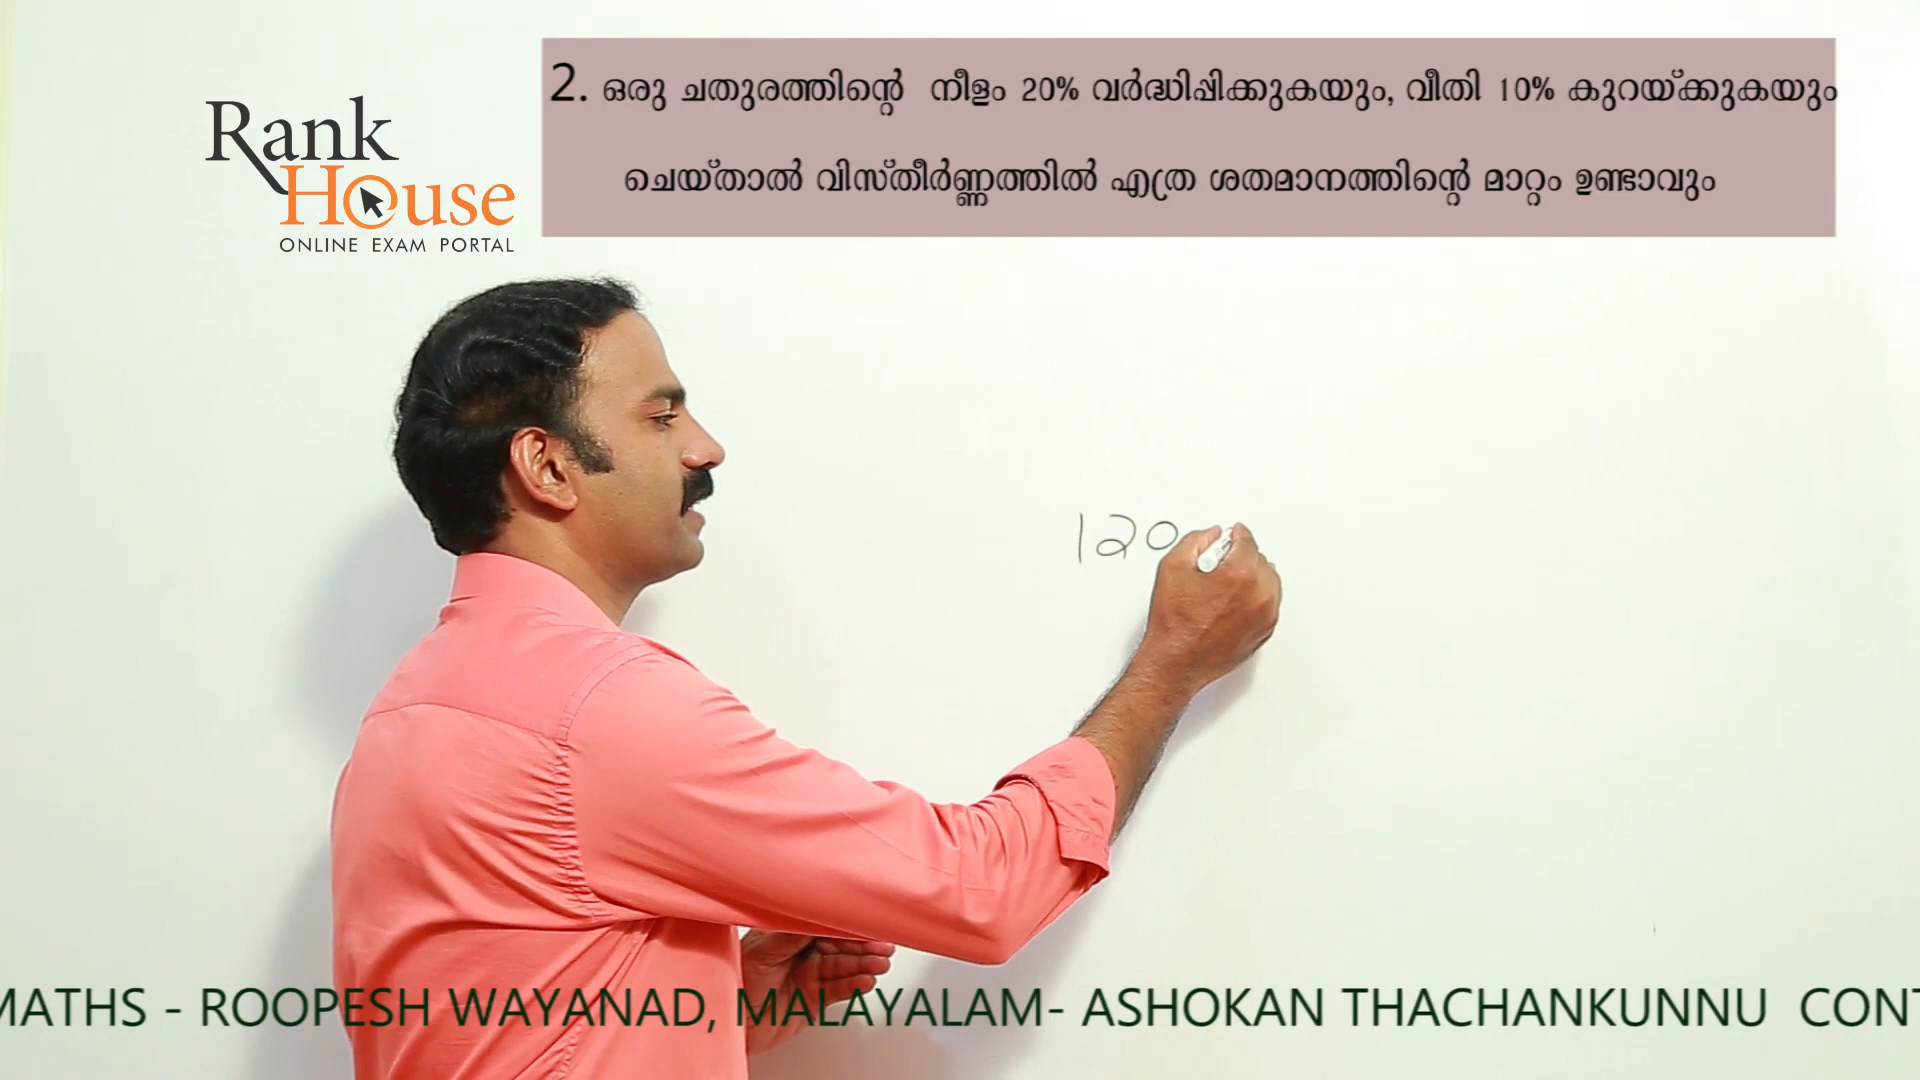 Rank
House
ONLINE EXAM PORTAL
2. ഒരു ചതുരത്തിന്റെ നീളം 20% വർദ്ധിപ്പിക്കുകയും, വീതി 10% കുറയ്ക്കുകയും
ചെയ്താൽ വിസ്തീർണ്ണത്തിൽ എത്ര ശതമാനത്തിന്റെ മാറ്റം ഉണ്ടാവും
120
MATHS - ROOPESH WAYANAD, MALAYALAM- ASHOKAN THACHANKUNNU CONT